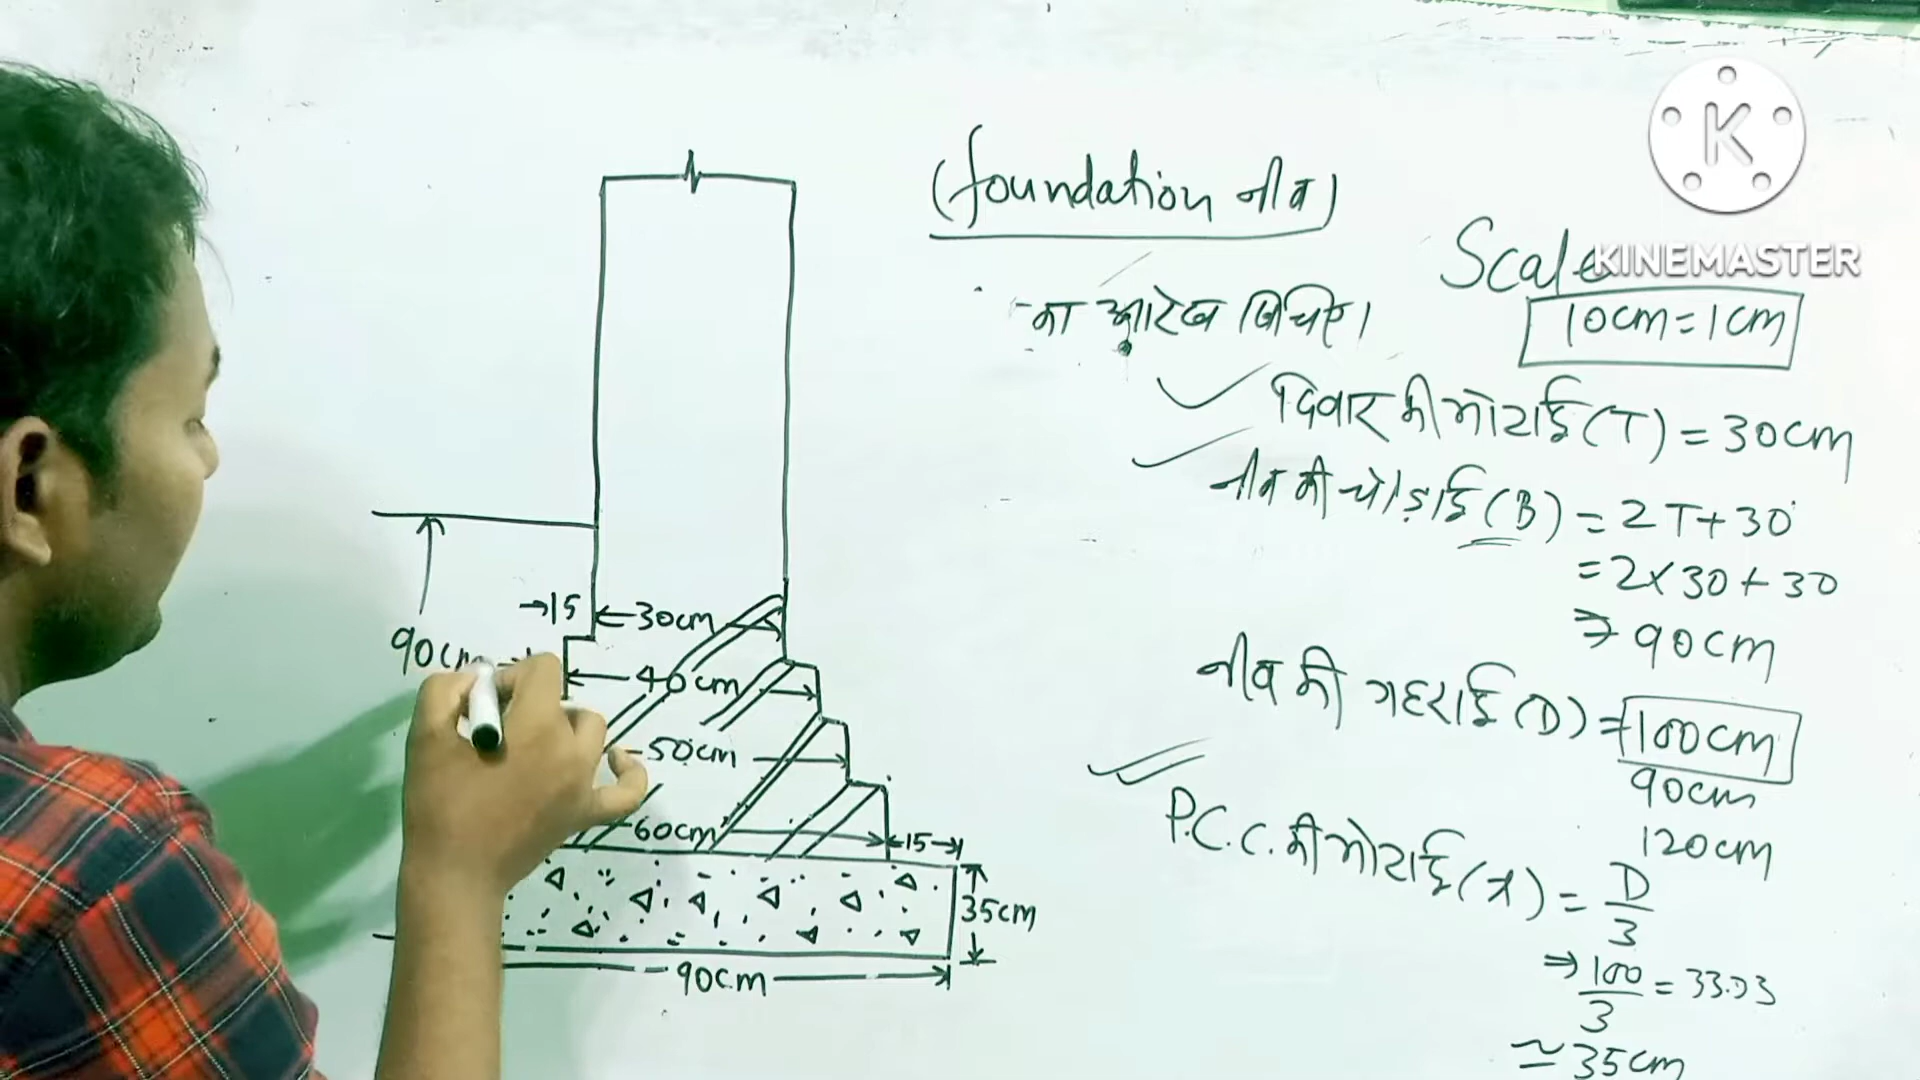 (foundation नीव)
का आरेख खिंचिए।
Scale
10cm=1cm
KINEMASTER
दिवार की मोटाई (T) = 30cm
नीव की चौड़ाई (B) = 2T+30
= 2×30+30
⇒ 90cm
नीव की गहराई (D) = 100cm
90cm
120cm
P.C.C. की मोटाई (x) = D/3
⇒ 100/3 = 33.33
≃ 35cm
15
30cm
90cm
40cm
50cm
60cm
15
35cm
90cm